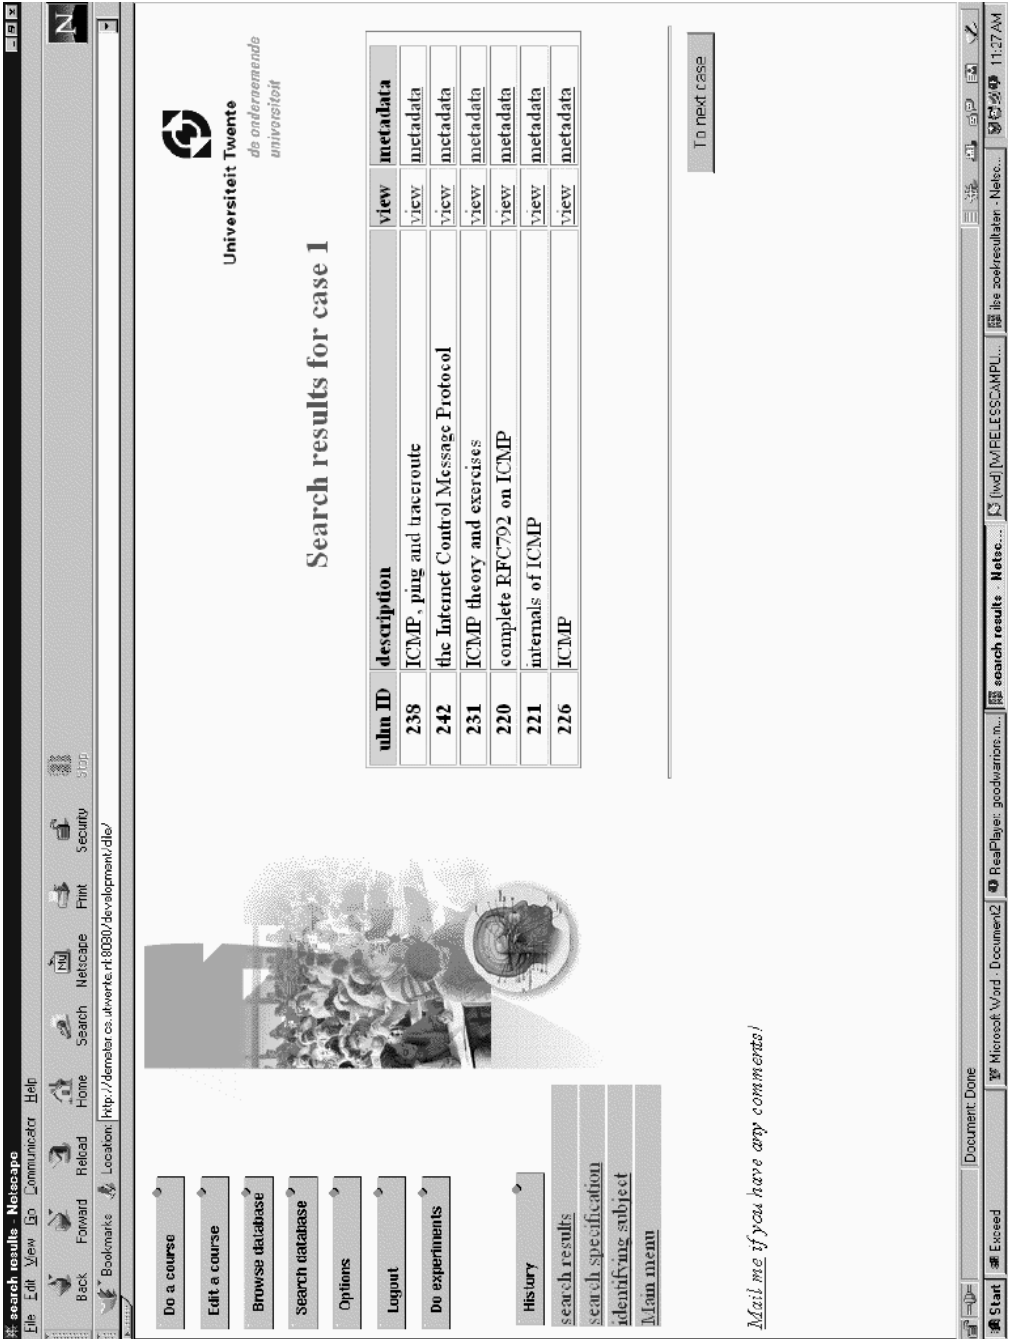 search results - Netscape
File Edit View Go Communicator Help
Back Forward Reload Home Search Netscape Print Security Stop
Bookmarks Location: http://demeter.cs.utwente.nl:8080/development/dile/
Do a course
Edit a course
Browse database
Search database
Options
Logout
Do experiments
History
search results
search specification
identifying subject
Main menu
Mail me if you have any comments!
Universiteit Twente
de ondernemende
universiteit
Search results for case 1
ulm ID description view metadata
238 ICMP, ping and traceroute view metadata
242 the Internet Control Message Protocol view metadata
231 ICMP theory and exercises view metadata
220 complete RFC792 on ICMP view metadata
221 internals of ICMP view metadata
226 ICMP view metadata
To next case
Document: Done
Start Exceed Microsoft Word - Document2 RealPlayer: goodwarriors.m... search results - Netsc... (lwd) [WIRELESSCAMPU... ilse zoekresultaten - Netsc... 11:27 AM